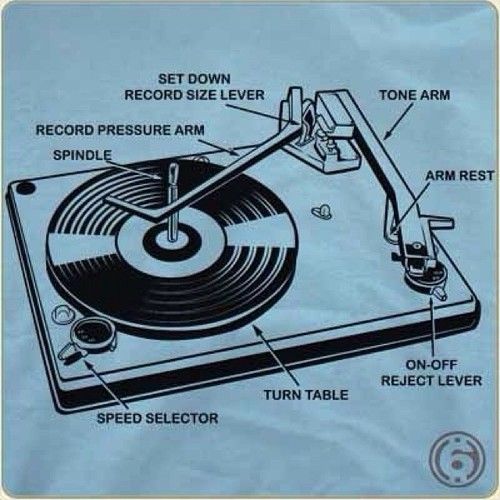 SET DOWN
RECORD SIZE LEVER
TONE ARM
RECORD PRESSURE ARM
SPINDLE
ARM REST
ON-OFF
REJECT LEVER
TURN TABLE
SPEED SELECTOR
6